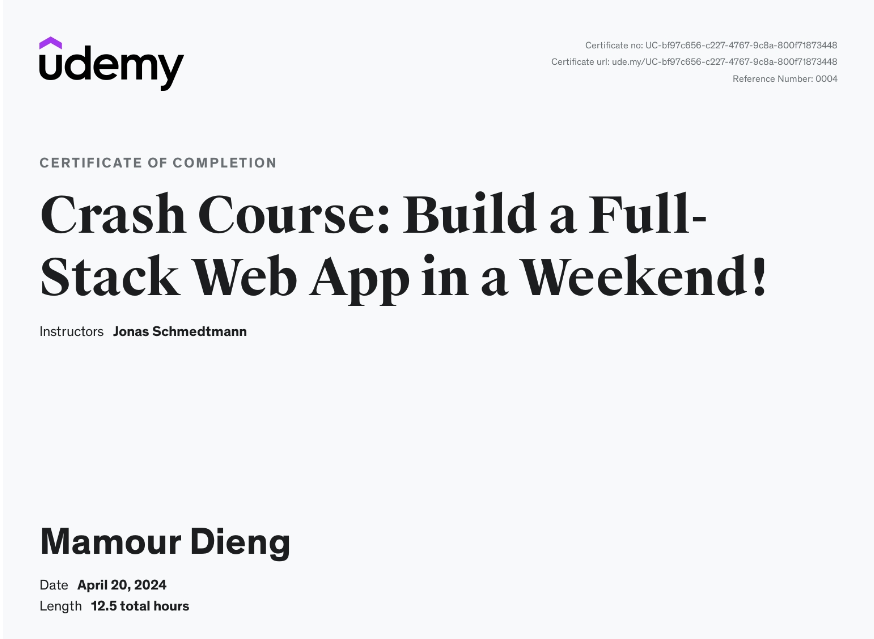 udemy
Certificate no: UC-bf97c656-c227-4767-9c8a-800f71873448
Certificate url: ude.my/UC-bf97c656-c227-4767-9c8a-800f71873448
Reference Number: 0004
CERTIFICATE OF COMPLETION
Crash Course: Build a Full-
Stack Web App in a Weekend!
Instructors Jonas Schmedtmann
Mamour Dieng
Date April 20, 2024
Length 12.5 total hours